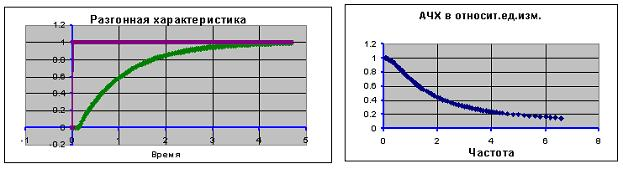 Разгонная характеристика
1.2
1
0.8
0.6
0.4
0.2
0
-0.2
-1 0 1 2 3 4 5
Время
АЧХ в относит.ед.изм.
1.2
1
0.8
0.6
0.4
0.2
0
0 2 4 6 8
Частота